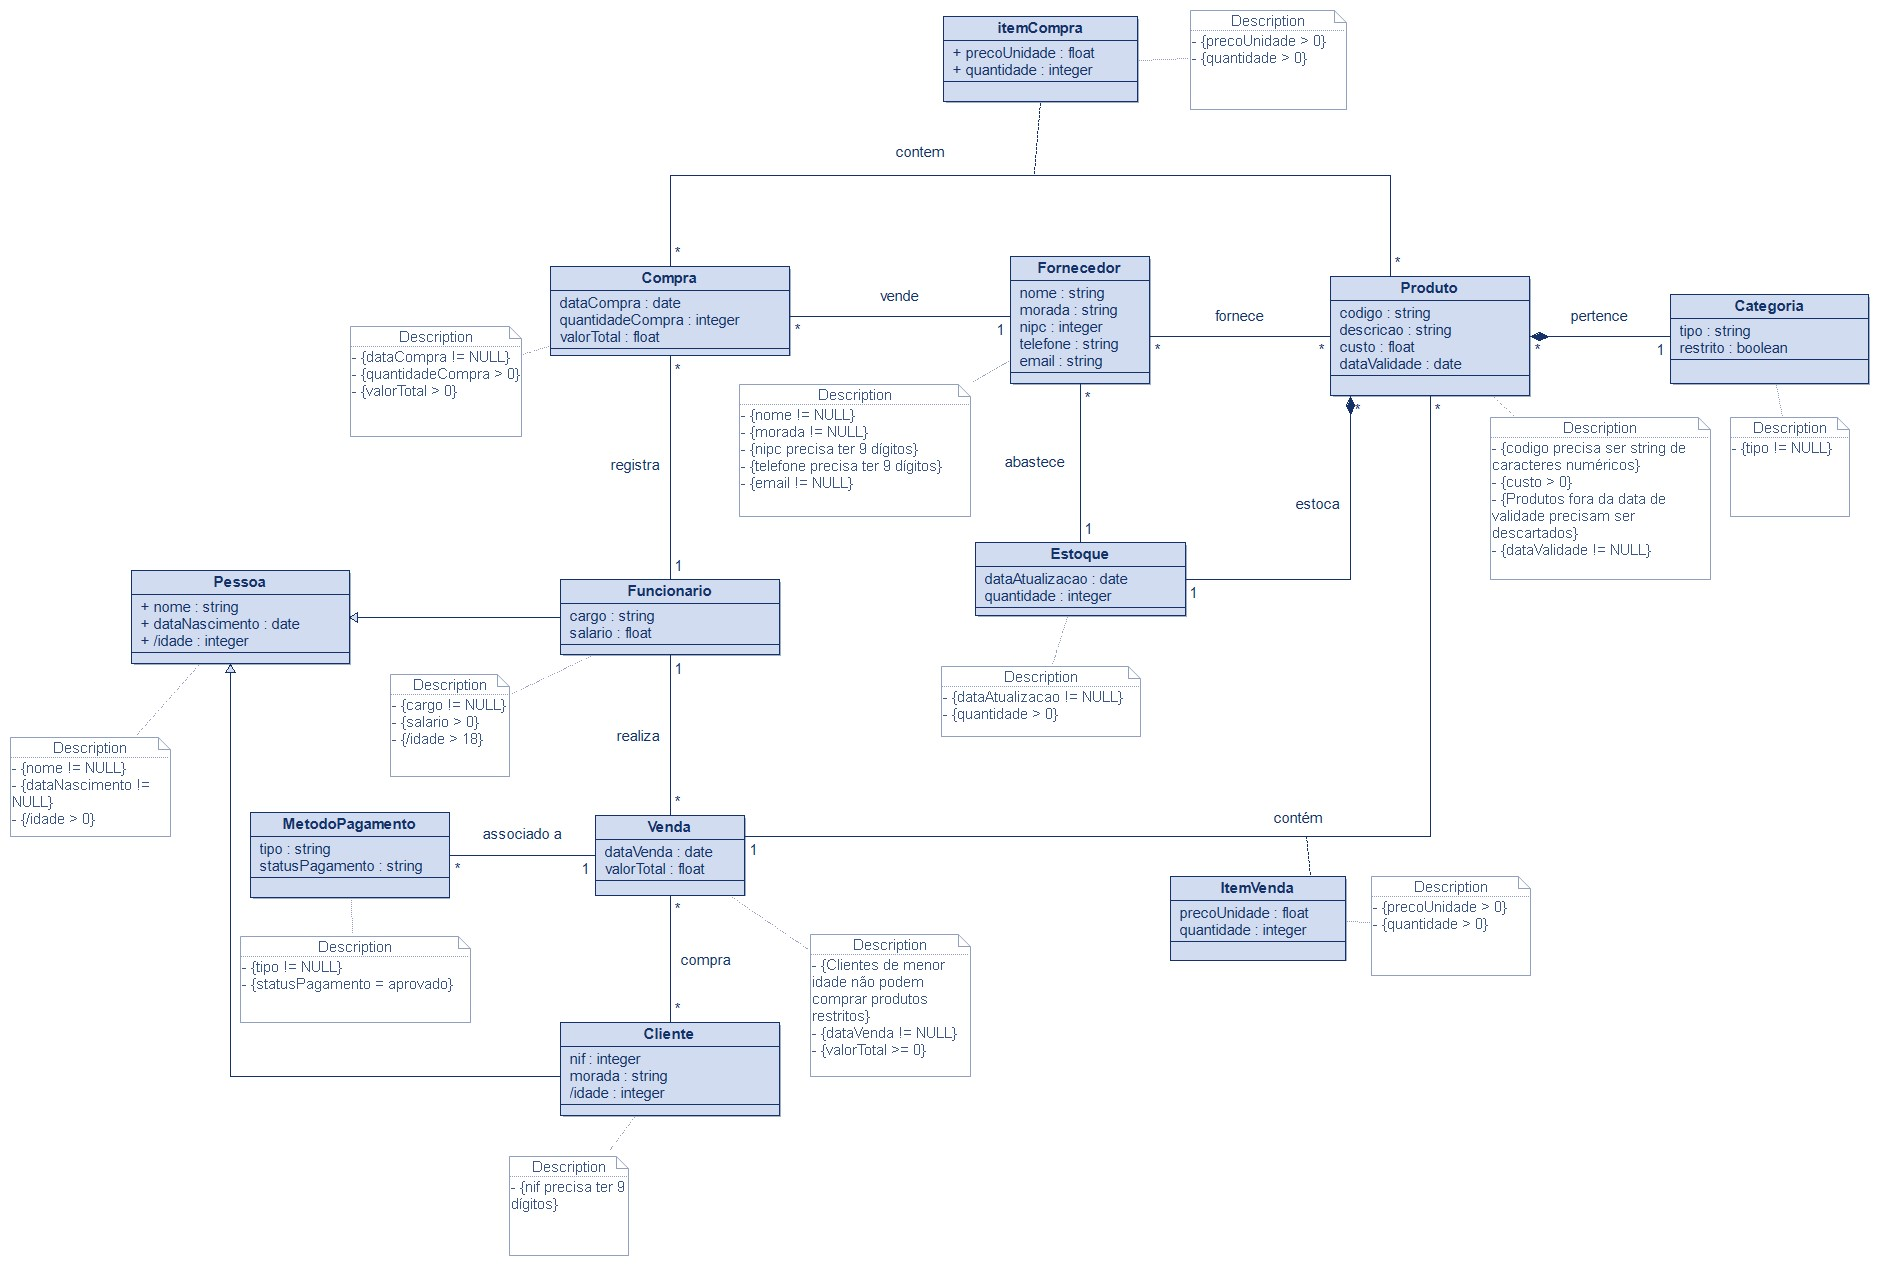 itemCompra
+ precoUnidade : float
+ quantidade : integer
Description
- {precoUnidade > 0}
- {quantidade > 0}
contem
*
*
Compra
dataCompra : date
quantidadeCompra : integer
valorTotal : float
Description
- {dataCompra != NULL}
- {quantidadeCompra > 0}
- {valorTotal > 0}
vende
*
1
Fornecedor
nome : string
morada : string
nipc : integer
telefone : string
email : string
Description
- {nome != NULL}
- {morada != NULL}
- {nipc precisa ter 9 dígitos}
- {telefone precisa ter 9 dígitos}
- {email != NULL}
fornece
*
*
Produto
codigo : string
descricao : string
custo : float
dataValidade : date
pertence
*
1
Categoria
tipo : string
restrito : boolean
Description
- {codigo precisa ser string de
caracteres numéricos}
- {custo > 0}
- {Produtos fora da data de
validade precisam ser
descartados}
- {dataValidade != NULL}
Description
- {tipo != NULL}
*
registra
1
*
abastece
1
*
estoca
1
*
Estoque
dataAtualizacao : date
quantidade : integer
Description
- {dataAtualizacao != NULL}
- {quantidade > 0}
Pessoa
+ nome : string
+ dataNascimento : date
+ /idade : integer
Description
- {nome != NULL}
- {dataNascimento !=
NULL}
- {/idade > 0}
Funcionario
cargo : string
salario : float
Description
- {cargo != NULL}
- {salario > 0}
- {/idade > 18}
1
realiza
*
MetodoPagamento
tipo : string
statusPagamento : string
Description
- {tipo != NULL}
- {statusPagamento = aprovado}
associado a
*
1
Venda
dataVenda : date
valorTotal : float
1
contém
ItemVenda
precoUnidade : float
quantidade : integer
Description
- {precoUnidade > 0}
- {quantidade > 0}
Description
- {Clientes de menor
idade não podem
comprar produtos
restritos}
- {dataVenda != NULL}
- {valorTotal >= 0}
*
compra
*
Cliente
nif : integer
morada : string
/idade : integer
Description
- {nif precisa ter 9
dígitos}